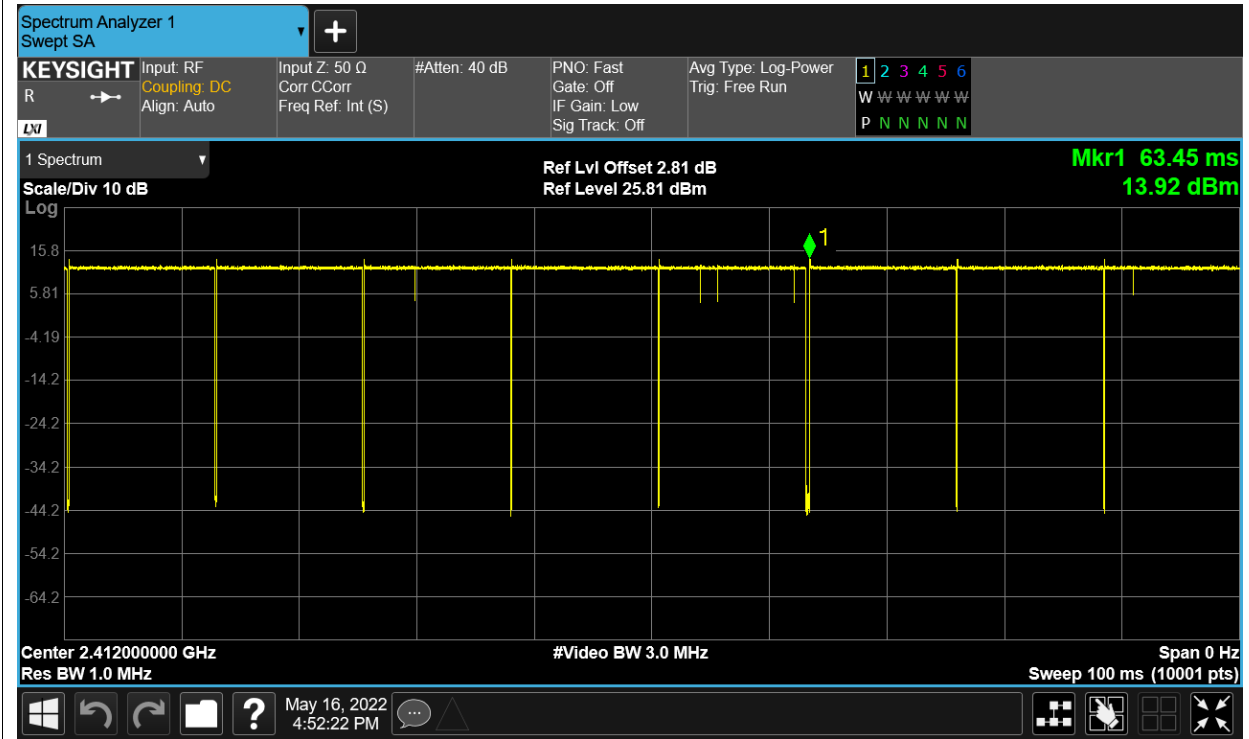 Spectrum Analyzer 1
Swept SA
+
KEYSIGHT
R
LXI
Input: RF
Coupling: DC
Align: Auto
Input Z: 50 Ω
Corr CCorr
Freq Ref: Int (S)
#Atten: 40 dB
PNO: Fast
Gate: Off
IF Gain: Low
Sig Track: Off
Avg Type: Log-Power
Trig: Free Run
1 2 3 4 5 6
W W W W W W
P N N N N N
1 Spectrum
Scale/Div 10 dB
Log
Ref Lvl Offset 2.81 dB
Ref Level 25.81 dBm
Mkr1 63.45 ms
13.92 dBm
1
15.8
5.81
-4.19
-14.2
-24.2
-34.2
-44.2
-54.2
-64.2
Center 2.412000000 GHz
Res BW 1.0 MHz
#Video BW 3.0 MHz
Span 0 Hz
Sweep 100 ms (10001 pts)
?
May 16, 2022
4:52:22 PM